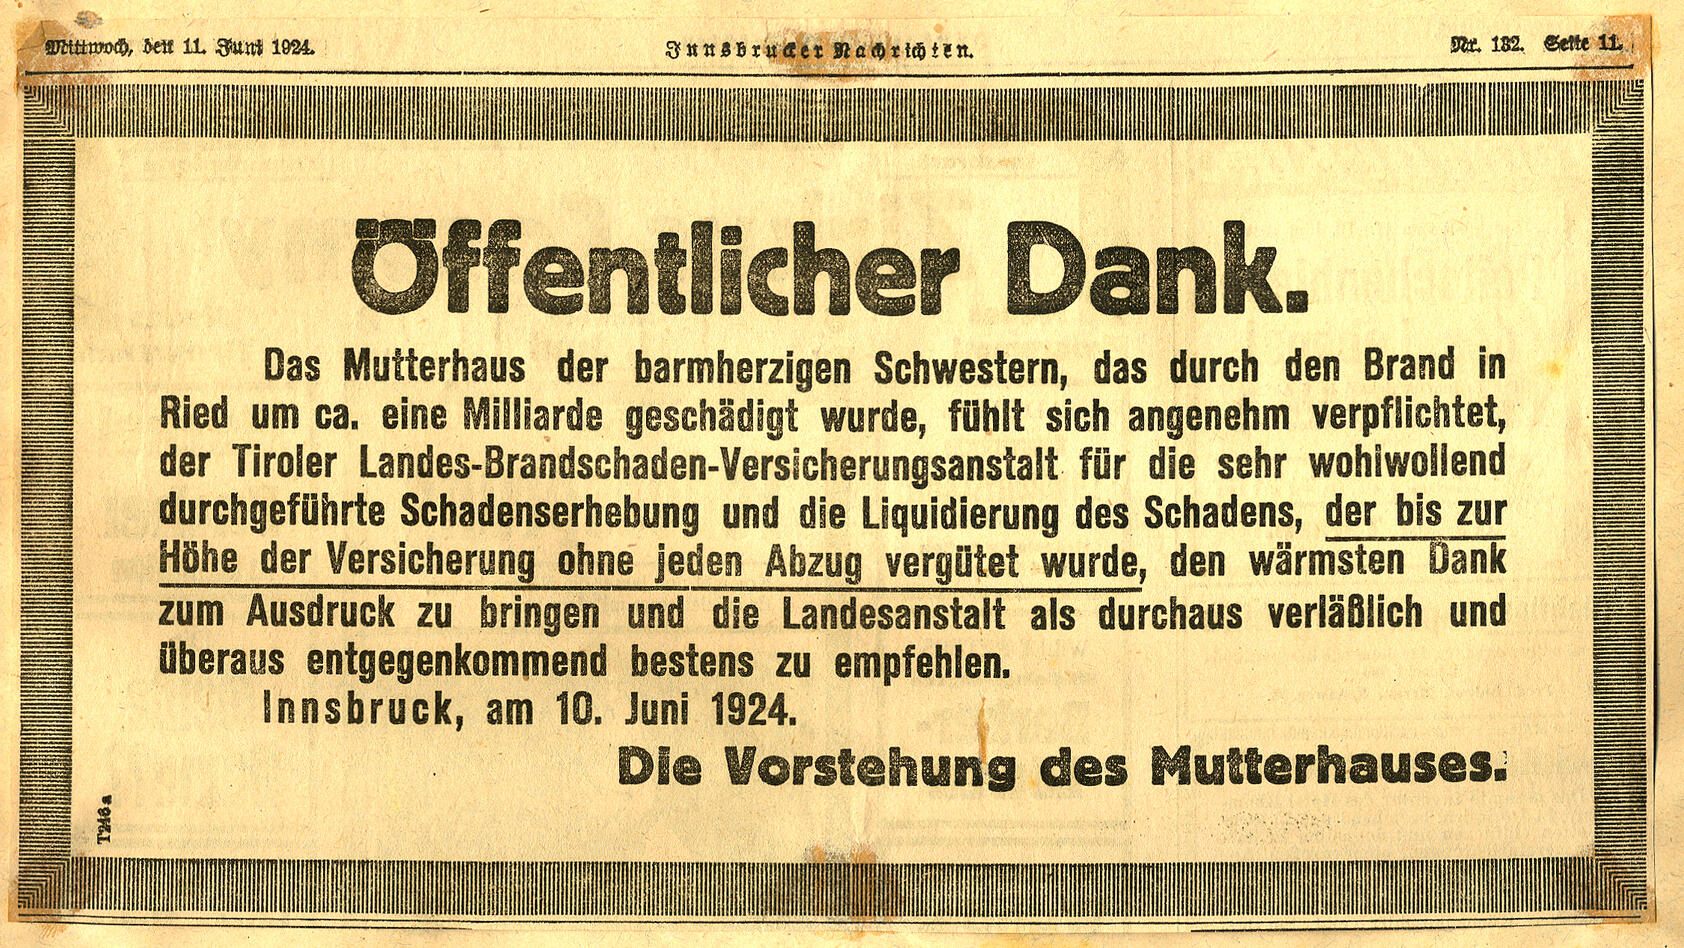 Mittwoch, den 11. Juni 1924. Innsbrucker Nachrichten. Nr. 132. Seite 11.
Öffentlicher Dank.
Das Mutterhaus der barmherzigen Schwestern, das durch den Brand in
Ried um ca. eine Milliarde geschädigt wurde, fühlt sich angenehm verpflichtet,
der Tiroler Landes-Brandschaden-Versicherungsanstalt für die sehr wohlwollend
durchgeführte Schadenserhebung und die Liquidierung des Schadens, der bis zur
Höhe der Versicherung ohne jeden Abzug vergütet wurde, den wärmsten Dank
zum Ausdruck zu bringen und die Landesanstalt als durchaus verläßlich und
überaus entgegenkommend bestens zu empfehlen.
Innsbruck, am 10. Juni 1924.
Die Vorstehung des Mutterhauses.
T246a